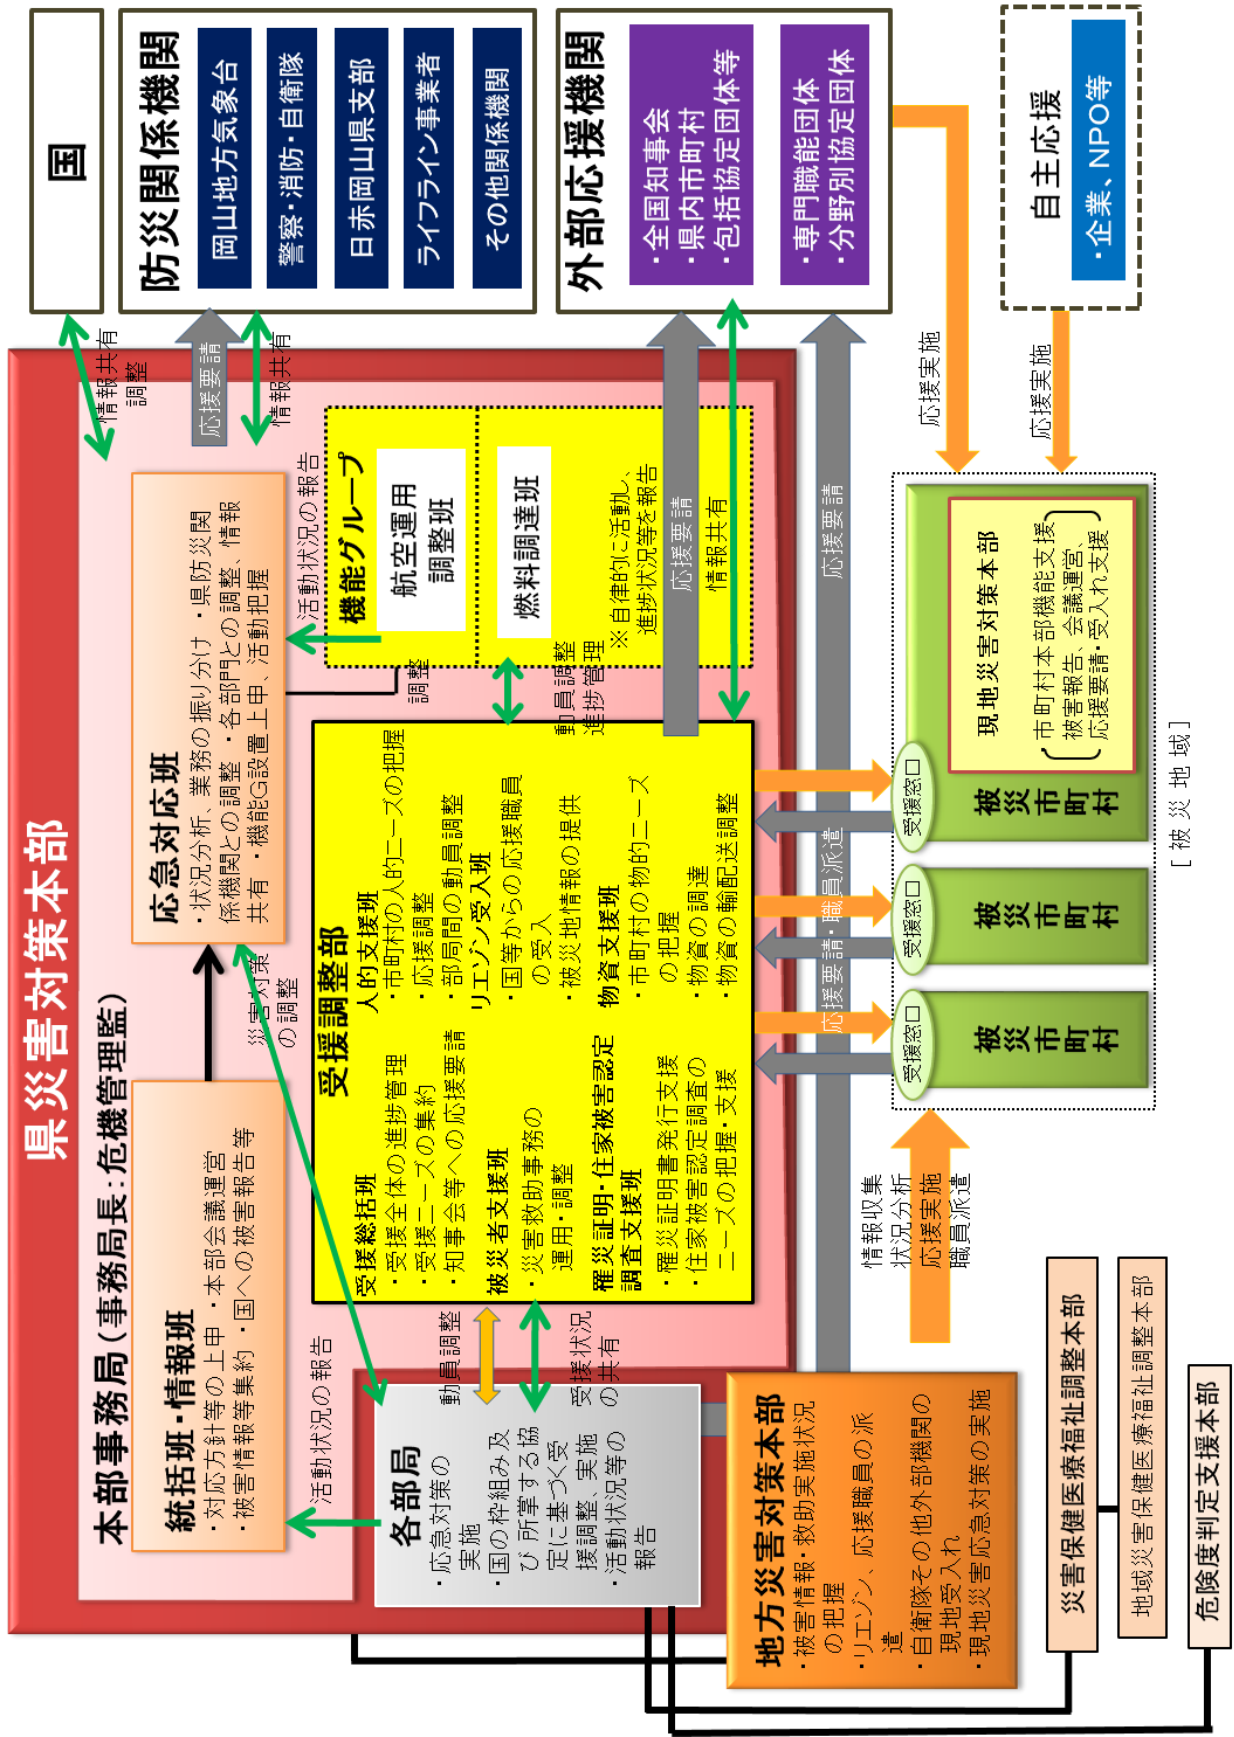 県災害対策本部
本部事務局（事務局長：危機管理監）
統括班・情報班
・対応方針等の上申 ・本部会議運営
・被害情報等集約 ・国への被害報告等
応急対応班
・状況分析、業務の振り分け ・県防災関
係機関との調整 ・各部門との調整、情報
共有 ・機能G設置上申、活動把握
災害対策
の調整
活動状況の報告
活動状況の報告
調整
機能グループ
航空運用
調整班
燃料調達班
※自律的に活動し、
進捗状況等を報告
動員調整
進捗管理
受援調整部
受援総括班
・受援全体の進捗管理
・受援ニーズの集約
・知事会等への応援要請
被災者支援班
・災害救助事務の
運用・調整
罹災証明・住家被害認定
調査支援班
・罹災証明書発行支援
・住家被害認定調査の
ニーズの把握・支援
人的支援班
・市町村の人的ニーズの把握
・応援調整
・部局間の動員調整
リエゾン受入班
・国等からの応援職員
の受入
・被災地情報の提供
物資支援班
・市町村の物的ニーズ
の把握
・物資の調達
・物資の輸配送調整
動員調整
受援状況
の共有
各部局
・応急対策の
実施
・国の枠組み及
び所掌する協
定に基づく受
援調整、実施
・活動状況等の
報告
地方災害対策本部
・被害情報・救助実施状況
の把握
・リエゾン、応援職員の派
遣
・自衛隊その他外部機関の
現地受入れ
・現地災害応急対策の実施
災害保健医療福祉調整本部
地域災害保健医療福祉調整本部
危険度判定支援本部
情報収集
状況分析
応援実施
職員派遣
応援要請・職員派遣
受援窓口
被災
市
町
村
受援窓口
被災
市
町
村
受援窓口
被災
市
町
村
現地災害対策本部
市町村本部機能支援
被害報告、会議運営、
応援要請・受入れ支援
[被災地域]
国
情報共有
調整
防災関係機関
岡山地方気象台
警察・消防・自衛隊
日赤岡山県支部
ライフライン事業者
その他関係機関
応援要請
情報共有
外部応援機関
・全国知事会
・県内市町村
・包括協定団体等
・専門職能団体
・分野別協定団体
応援要請
情報共有
応援要請
応援実施
自主応援
・企業、NPO等
応援実施